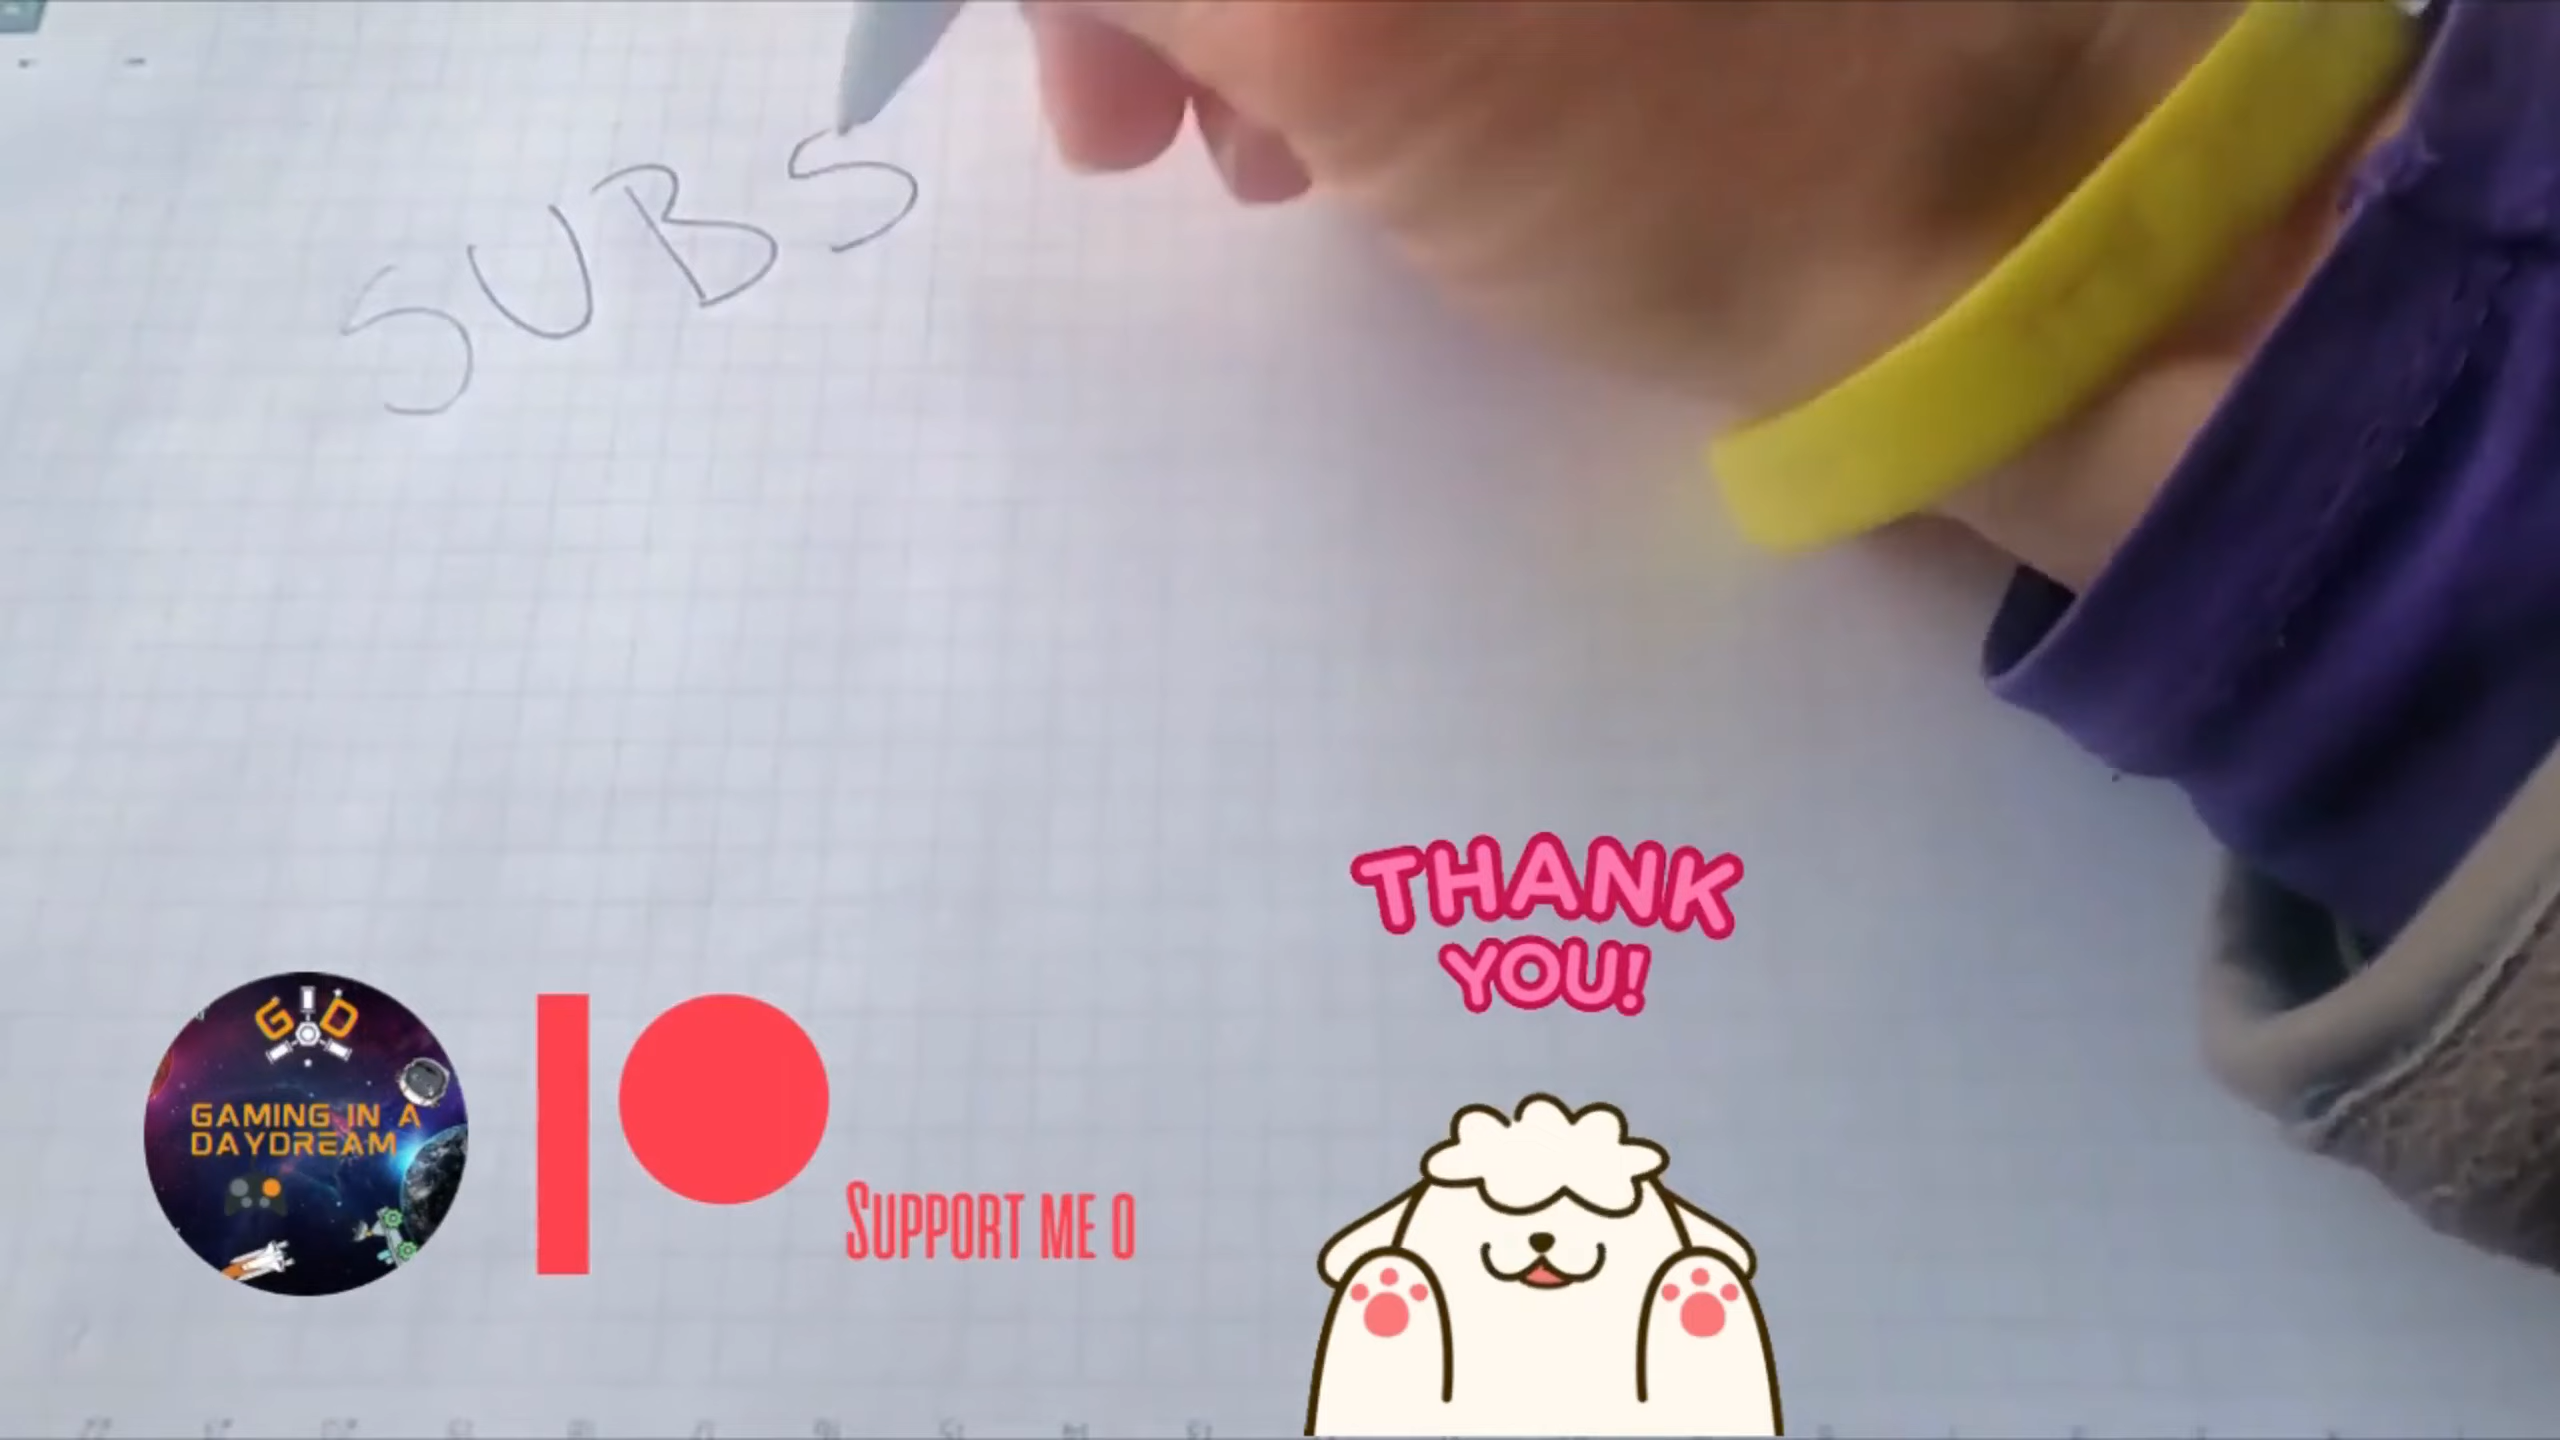 SUBS
THANK
YOU!
G D
GAMING IN A
DAYDREAM
SUPPORT ME O